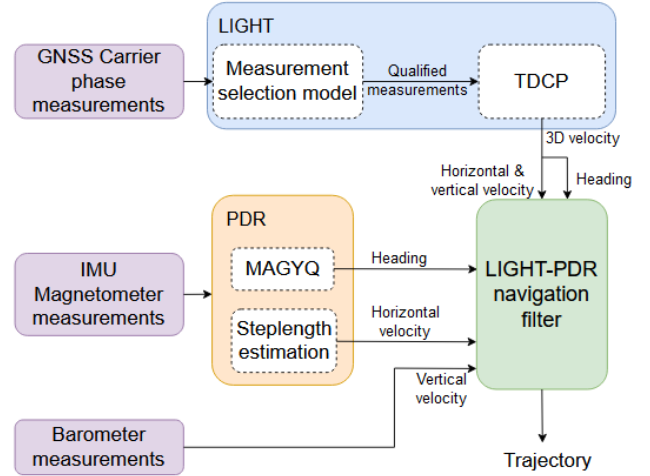 LIGHT
GNSS Carrier
phase
measurements
Measurement
selection model
Qualified
measurements
TDCP
3D velocity
Horizontal &
vertical velocity
Heading
PDR
IMU
Magnetometer
measurements
MAGYQ
Heading
Steplength
estimation
Horizontal
velocity
LIGHT-PDR
navigation
filter
Vertical
velocity
Barometer
measurements
Trajectory